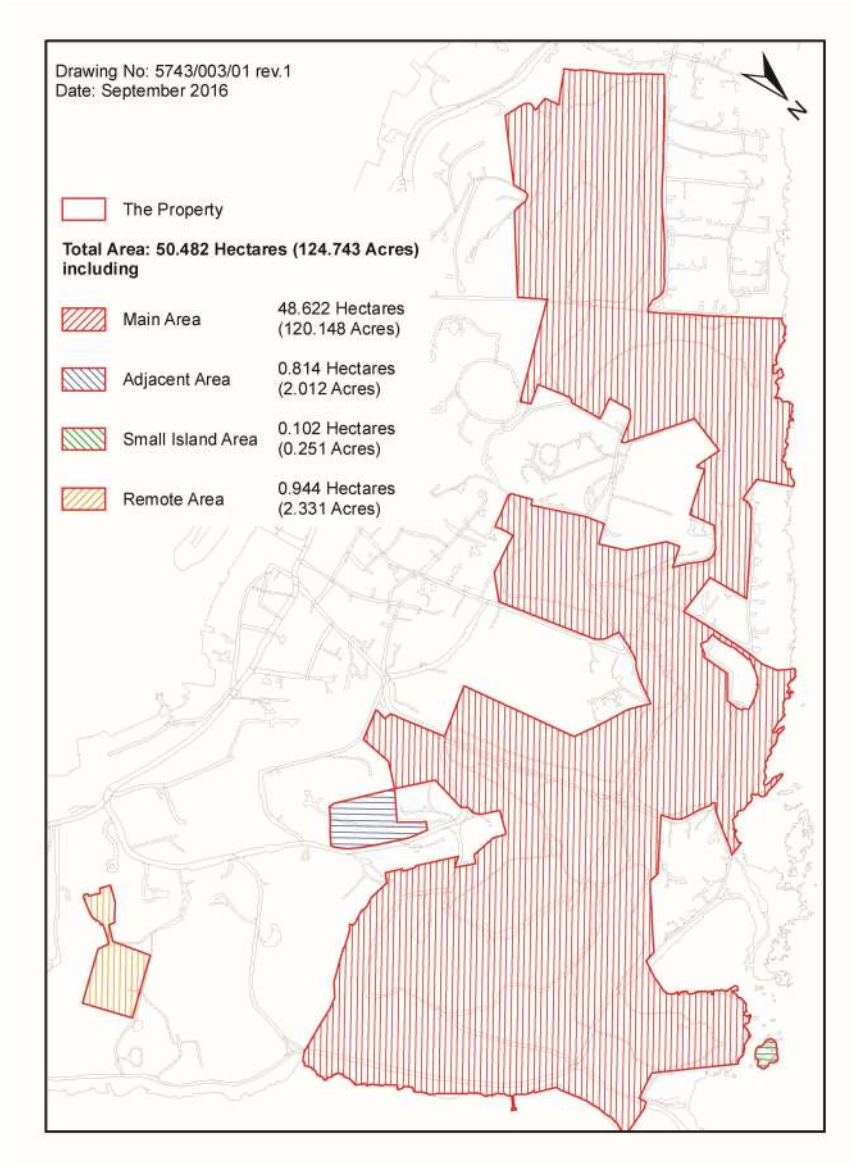 Drawing No: 5743/003/01 rev.1
Date: September 2016
N
The Property
Total Area: 50.482 Hectares (124.743 Acres)
including
Main Area
48.622 Hectares
(120.148 Acres)
Adjacent Area
0.814 Hectares
(2.012 Acres)
Small Island Area
0.102 Hectares
(0.251 Acres)
Remote Area
0.944 Hectares
(2.331 Acres)